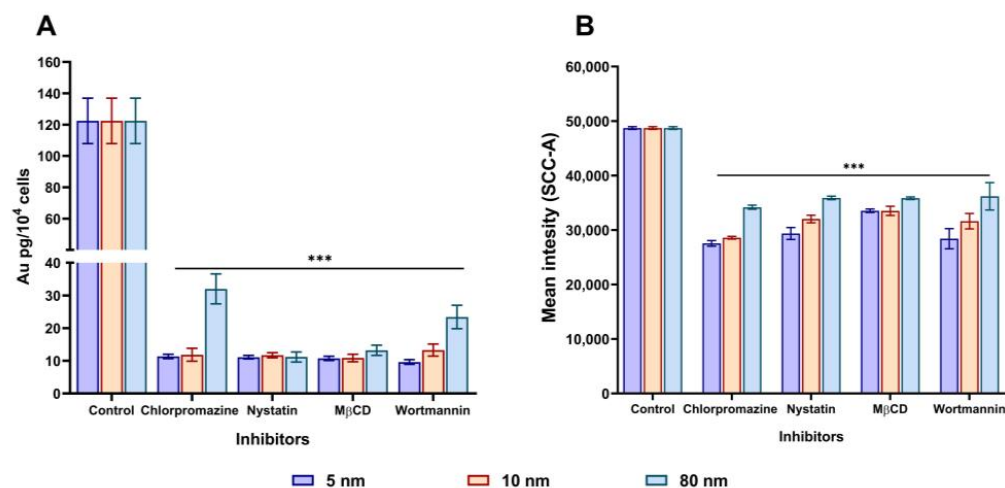 A
Au pg/10⁴ cells
160
140
120
100
80
60
40
30
20
10
0
***
Control Chlorpromazine Nystatin MβCD Wortmannin
Inhibitors
B
Mean intesity (SCC-A)
60,000
50,000
40,000
30,000
20,000
10,000
0
***
Control Chlorpromazine Nystatin MβCD Wortmannin
Inhibitors
5 nm 10 nm 80 nm